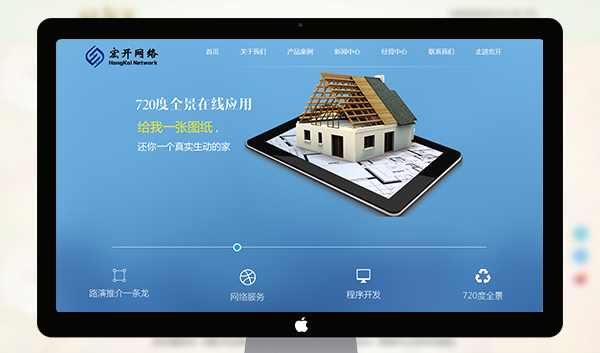 宏开网络
HongKai Network
首页 关于我们 产品案例 新闻中心 经营中心 联系我们 走进宏开
720度全景在线应用
给我一张图纸，
还你一个真实生动的家
路演推介一条龙 网络服务 程序开发 720度全景